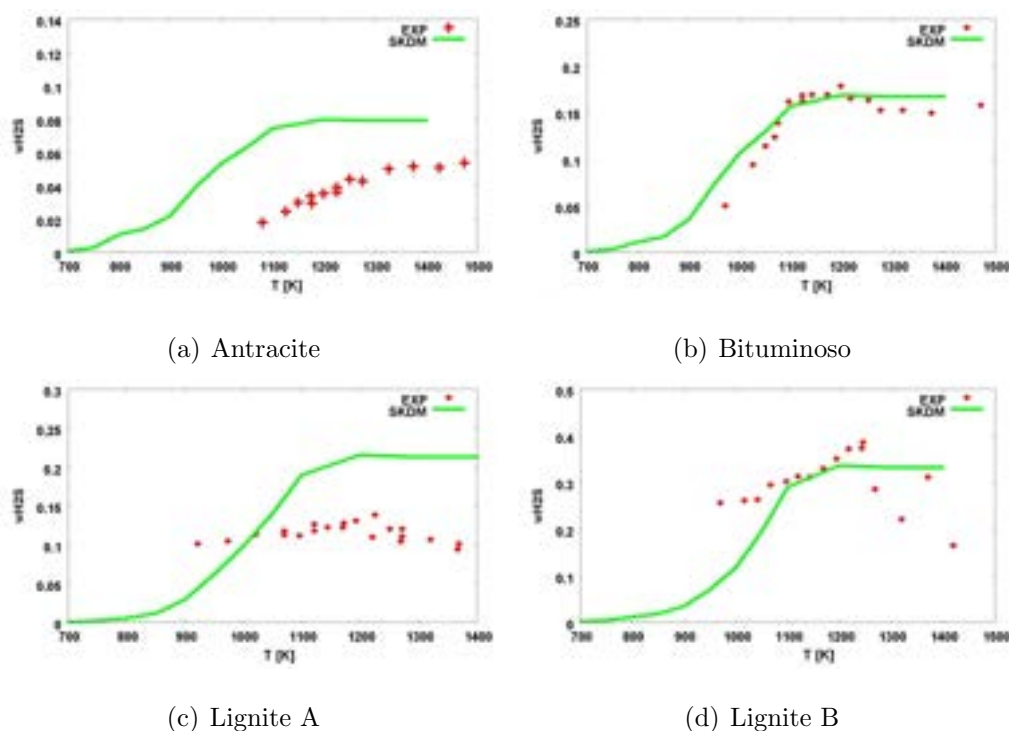 0.14
0.12
0.1
0.08
0.06
0.04
0.02
0
wH2S
EXP
SKDM
700 800 900 1000 1100 1200 1300 1400 1500
T [K]
(a) Antracite
0.25
0.2
0.15
0.1
0.05
0
wH2S
EXP
SKDM
700 800 900 1000 1100 1200 1300 1400 1500
T [K]
(b) Bituminoso
0.3
0.25
0.2
0.15
0.1
0.05
0
wH2S
EXP
SKDM
700 800 900 1000 1100 1200 1300 1400
T [K]
(c) Lignite A
0.5
0.4
0.3
0.2
0.1
0
wH2S
EXP
SKDM
700 800 900 1000 1100 1200 1300 1400 1500
T [K]
(d) Lignite B